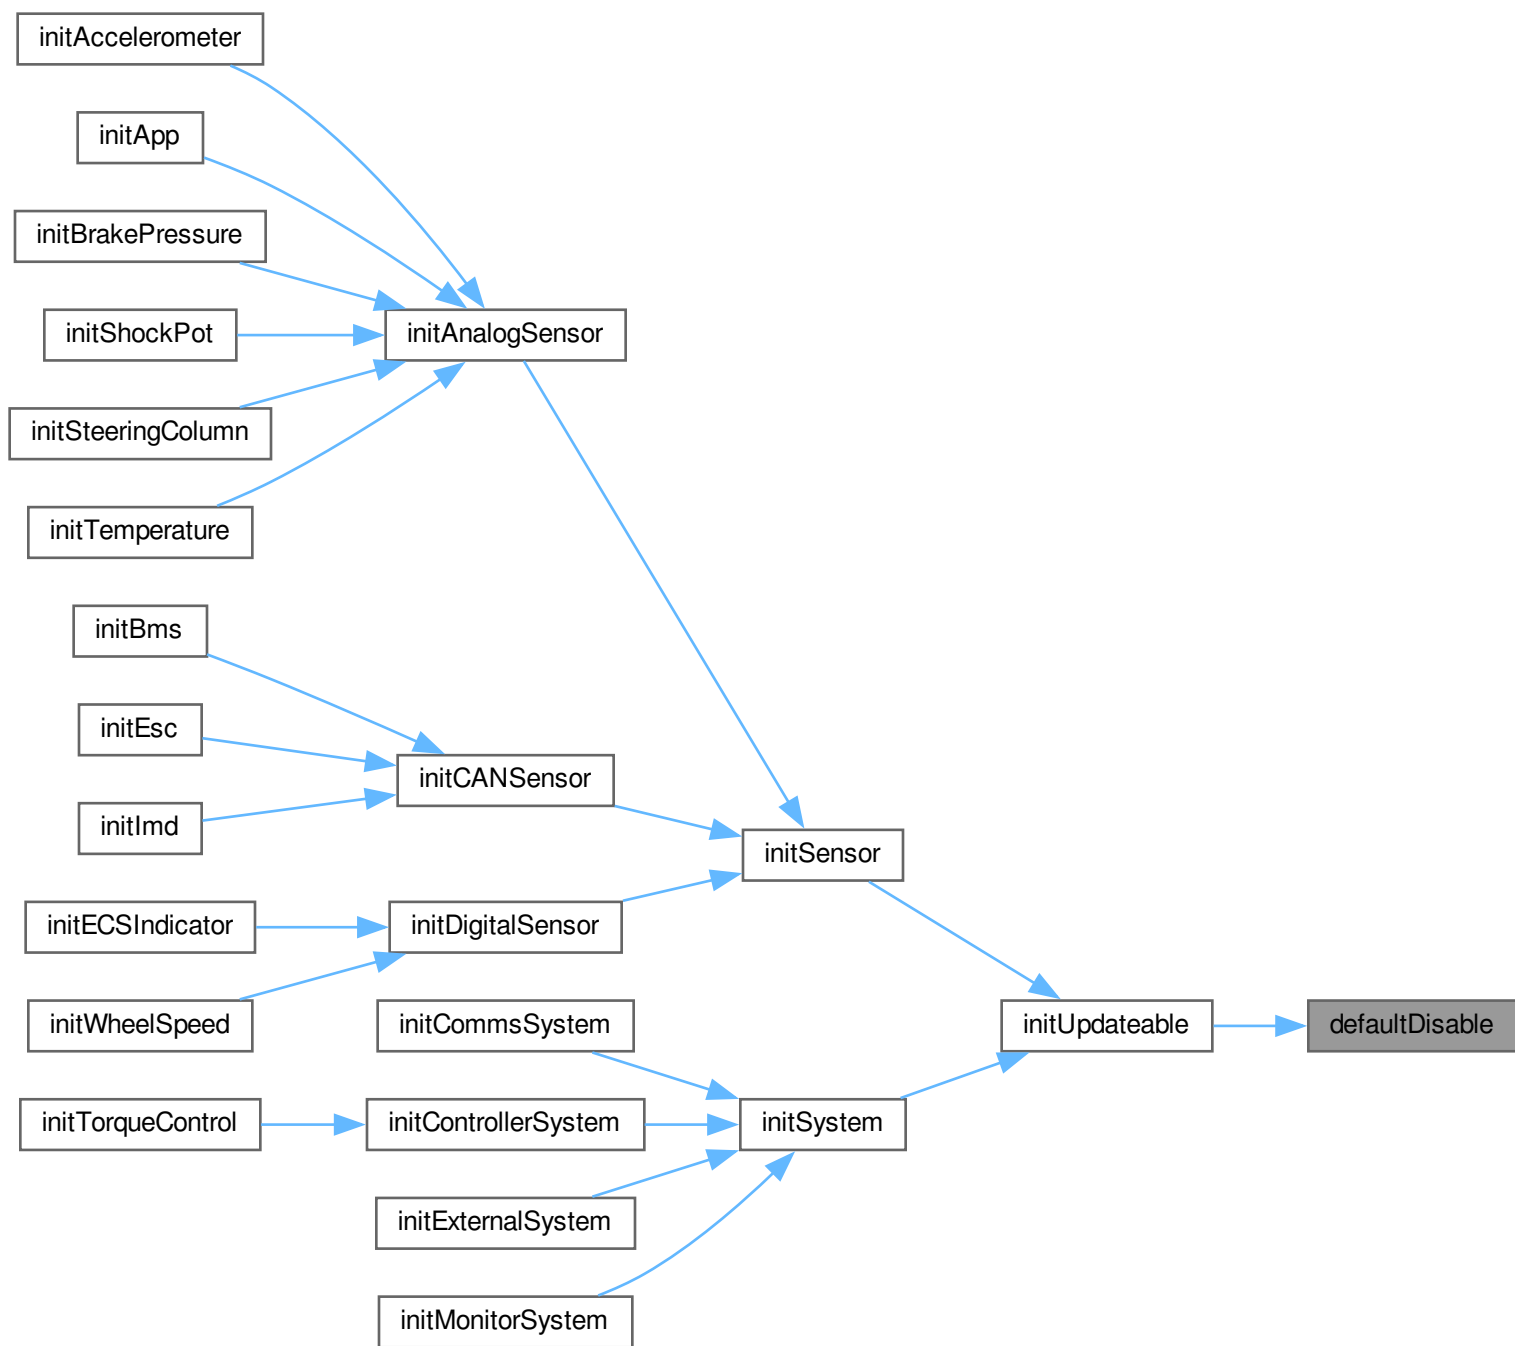 initAccelerometer
initApp
initBrakePressure
initShockPot
initAnalogSensor
initSteeringColumn
initTemperature
initBms
initEsc
initCANSensor
initImd
initSensor
initECSIndicator
initDigitalSensor
initWheelSpeed
initCommsSystem
initUpdateable
defaultDisable
initTorqueControl
initControllerSystem
initSystem
initExternalSystem
initMonitorSystem